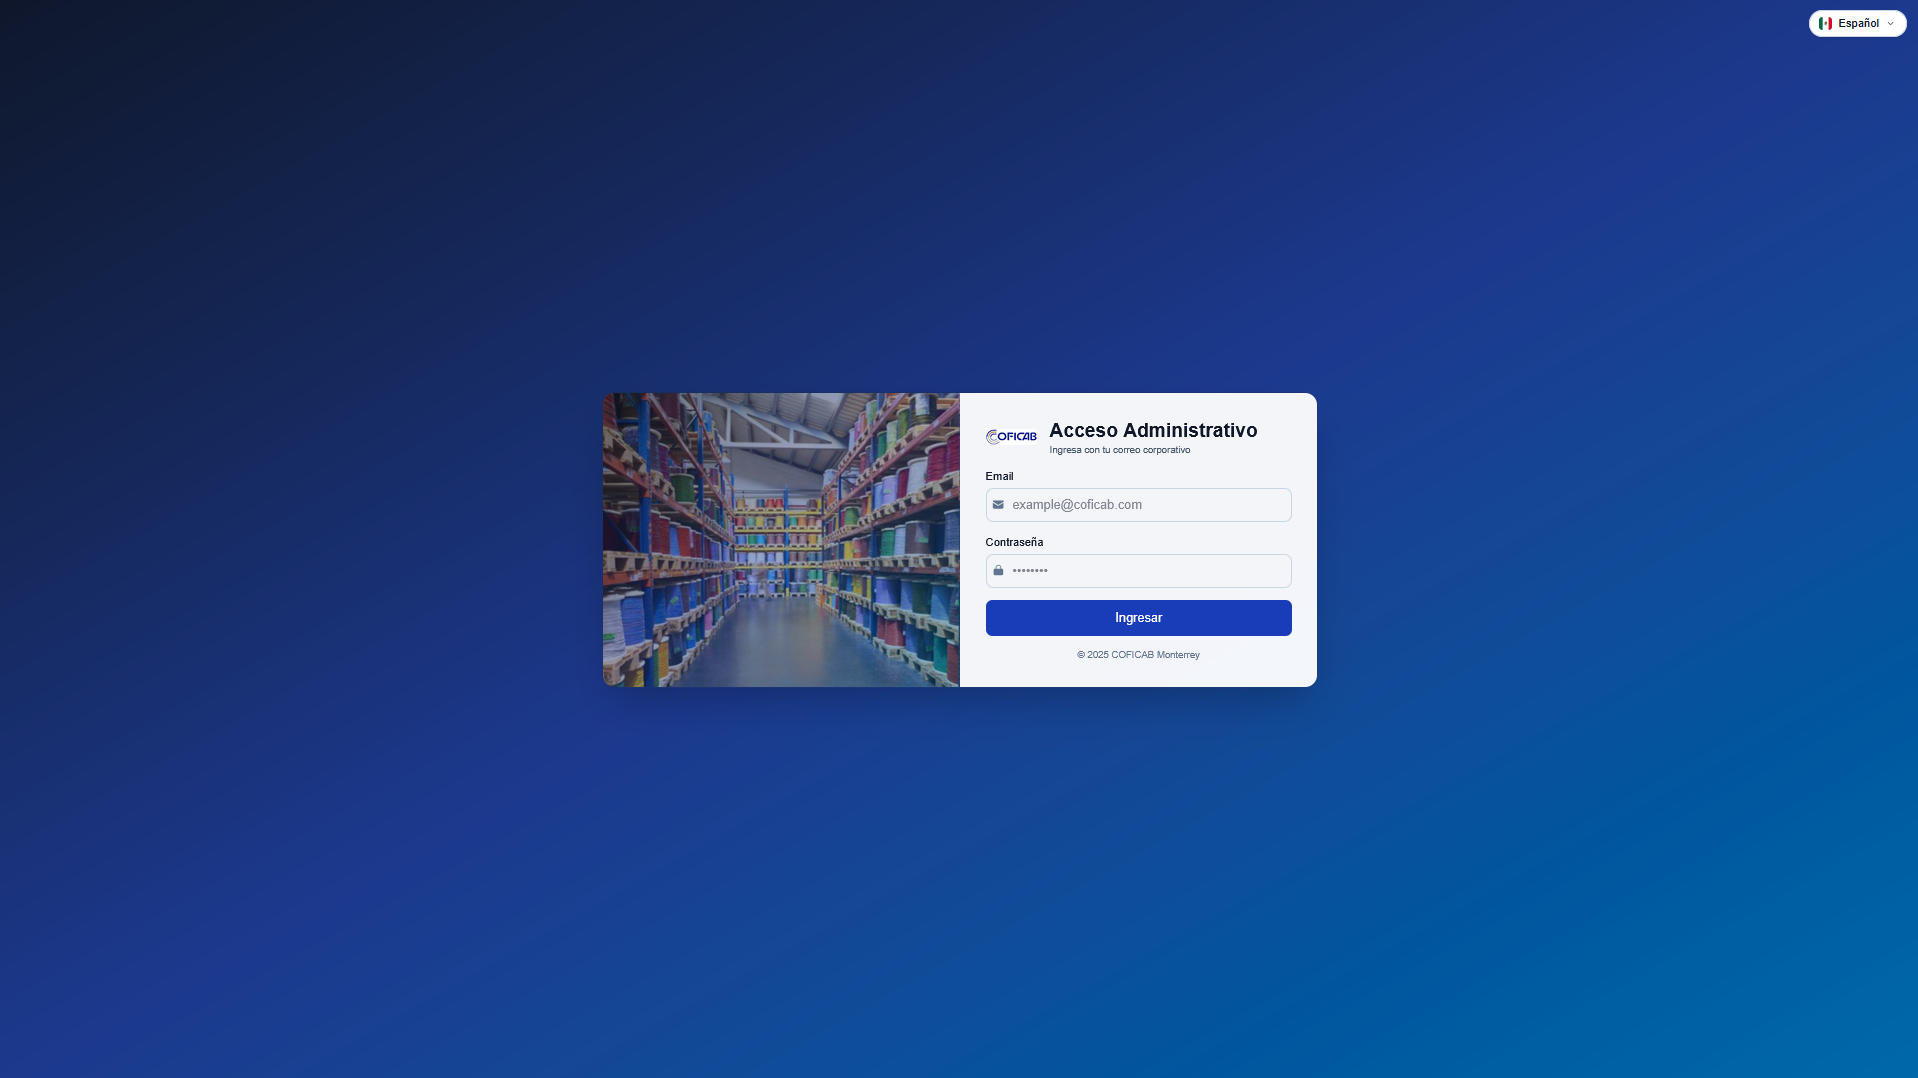 Español
COFICAB
Acceso Administrativo
Ingresa con tu correo corporativo
Email
example@coficab.com
Contraseña
••••••••
Ingresar
© 2025 COFICAB Monterrey